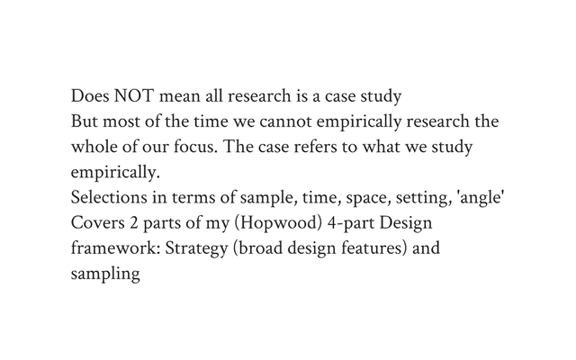 Does NOT mean all research is a case study
But most of the time we cannot empirically research the
whole of our focus. The case refers to what we study
empirically.
Selections in terms of sample, time, space, setting, 'angle'
Covers 2 parts of my (Hopwood) 4-part Design
framework: Strategy (broad design features) and
sampling